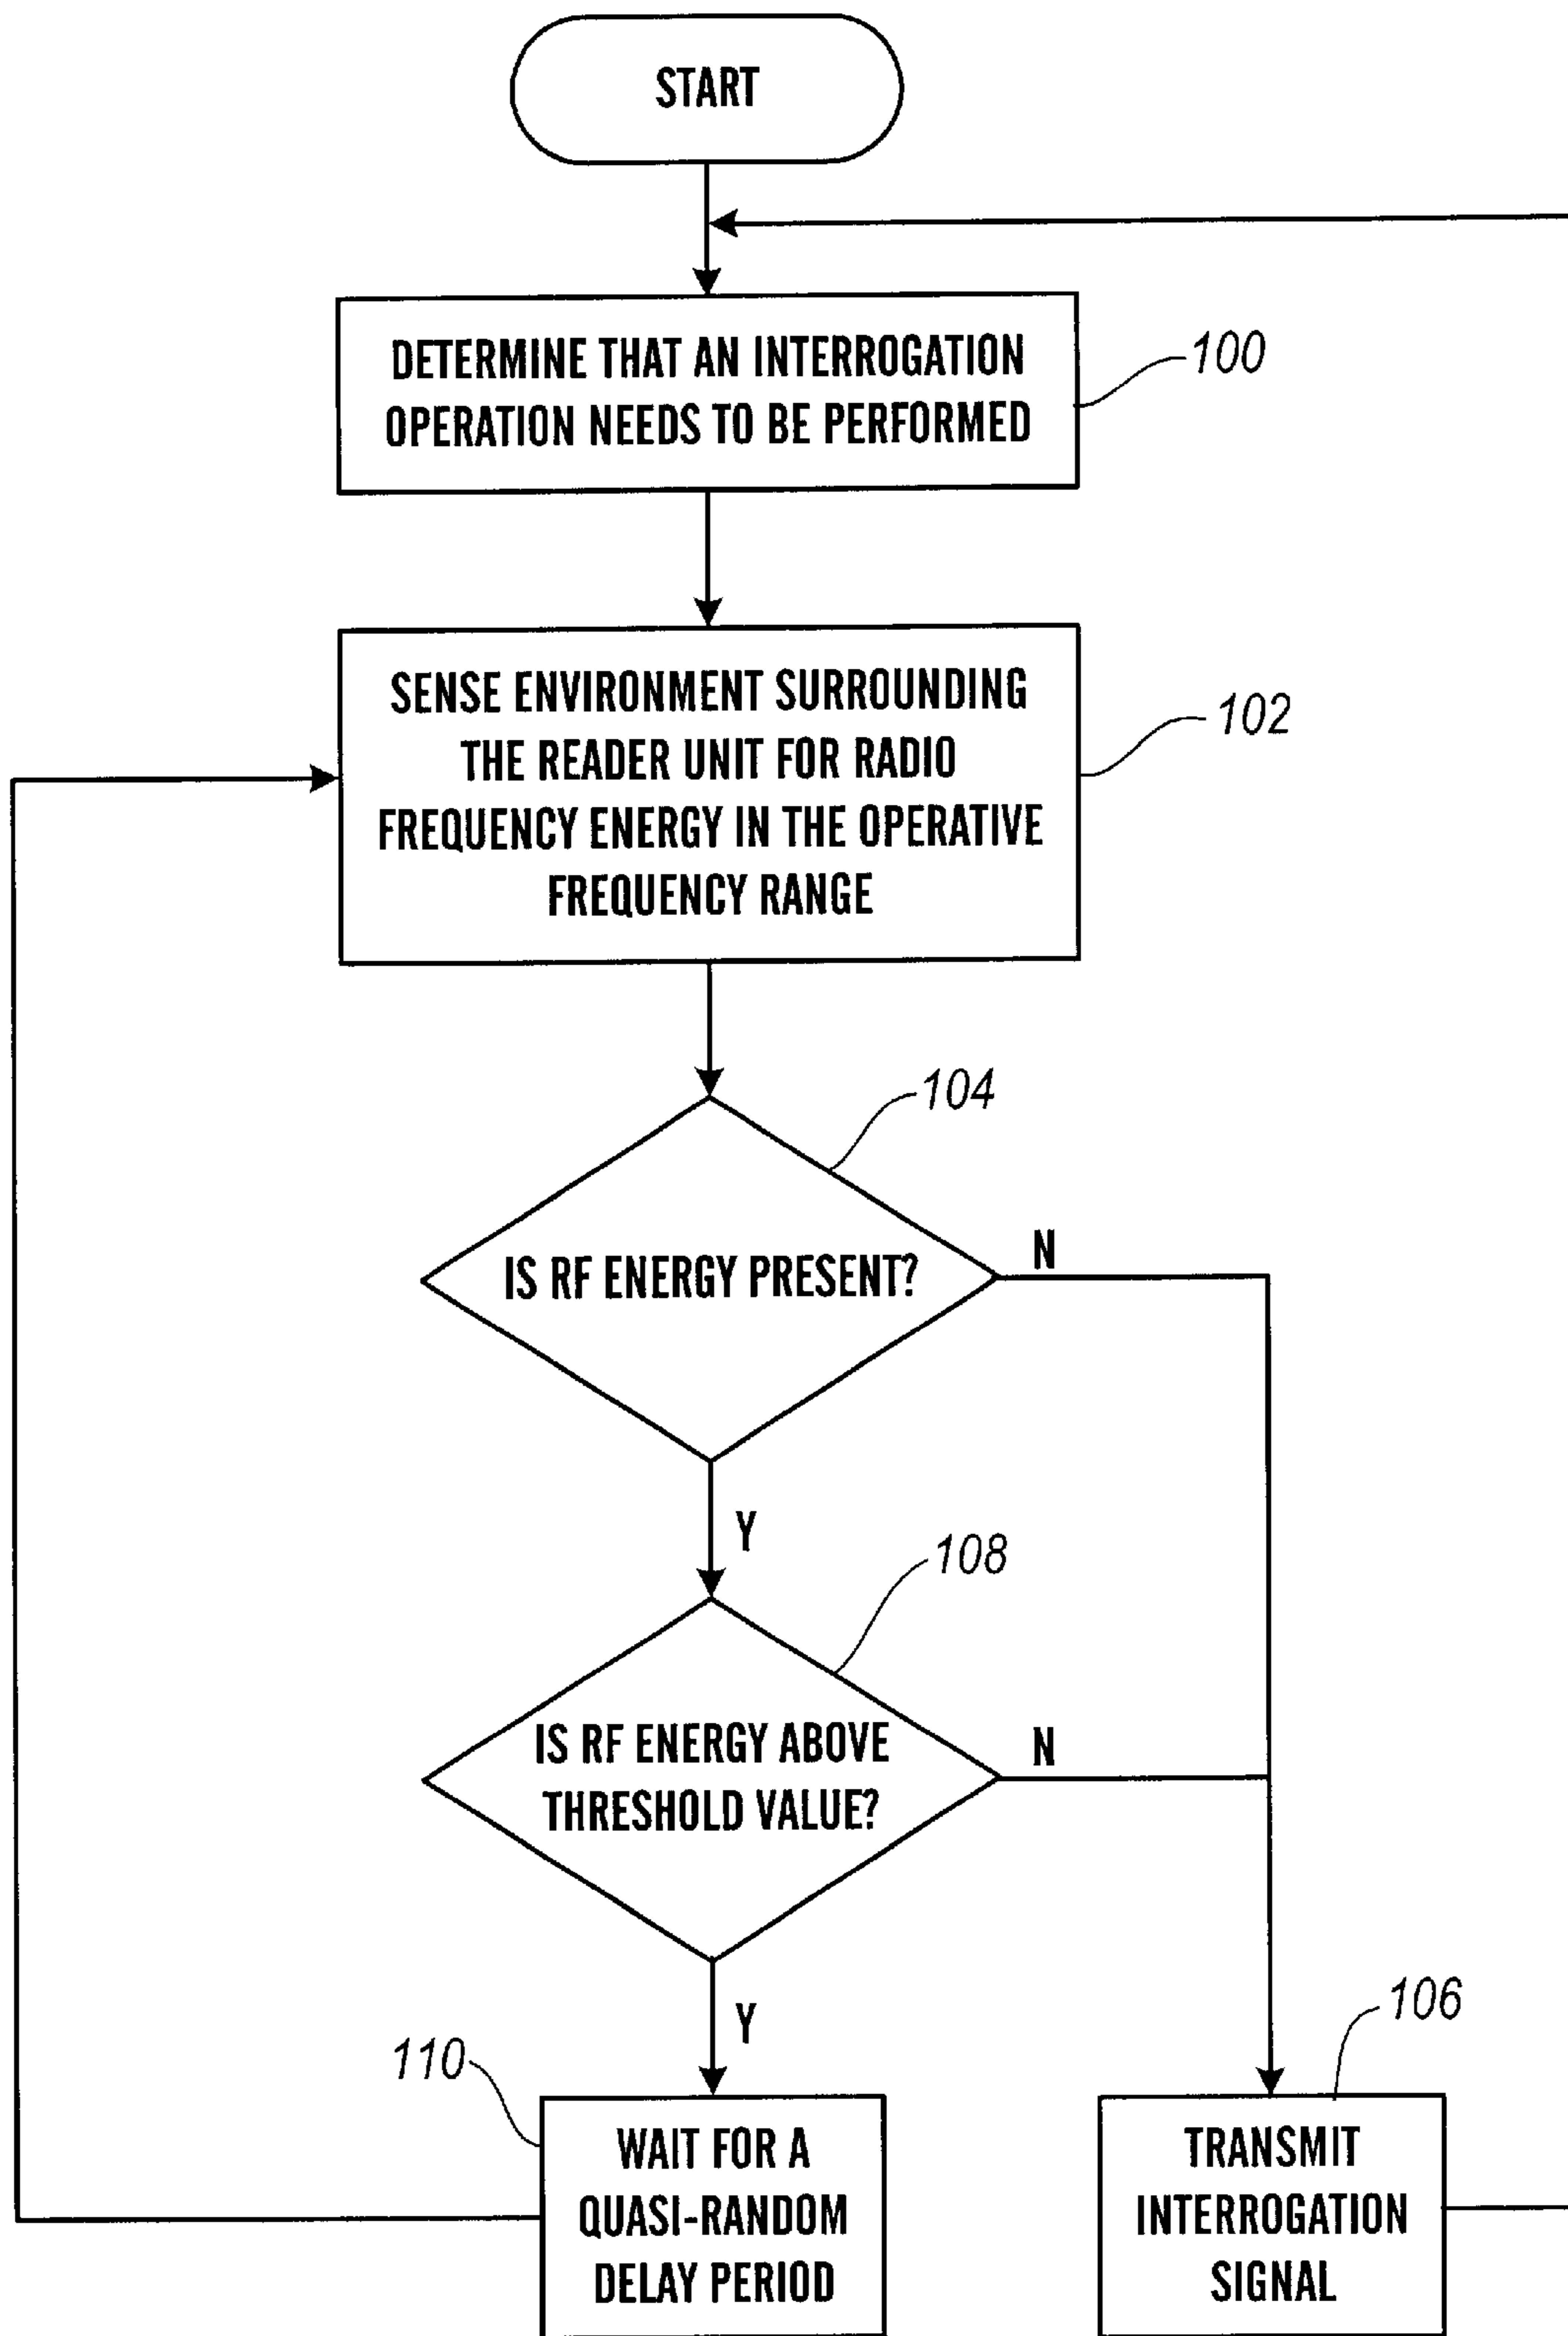 START
DETERMINE THAT AN INTERROGATION
OPERATION NEEDS TO BE PERFORMED
100
SENSE ENVIRONMENT SURROUNDING
THE READER UNIT FOR RADIO
FREQUENCY ENERGY IN THE OPERATIVE
FREQUENCY RANGE
102
104
IS RF ENERGY PRESENT?
N
Y
108
IS RF ENERGY ABOVE
THRESHOLD VALUE?
N
Y
110
WAIT FOR A
QUASI-RANDOM
DELAY PERIOD
106
TRANSMIT
INTERROGATION
SIGNAL